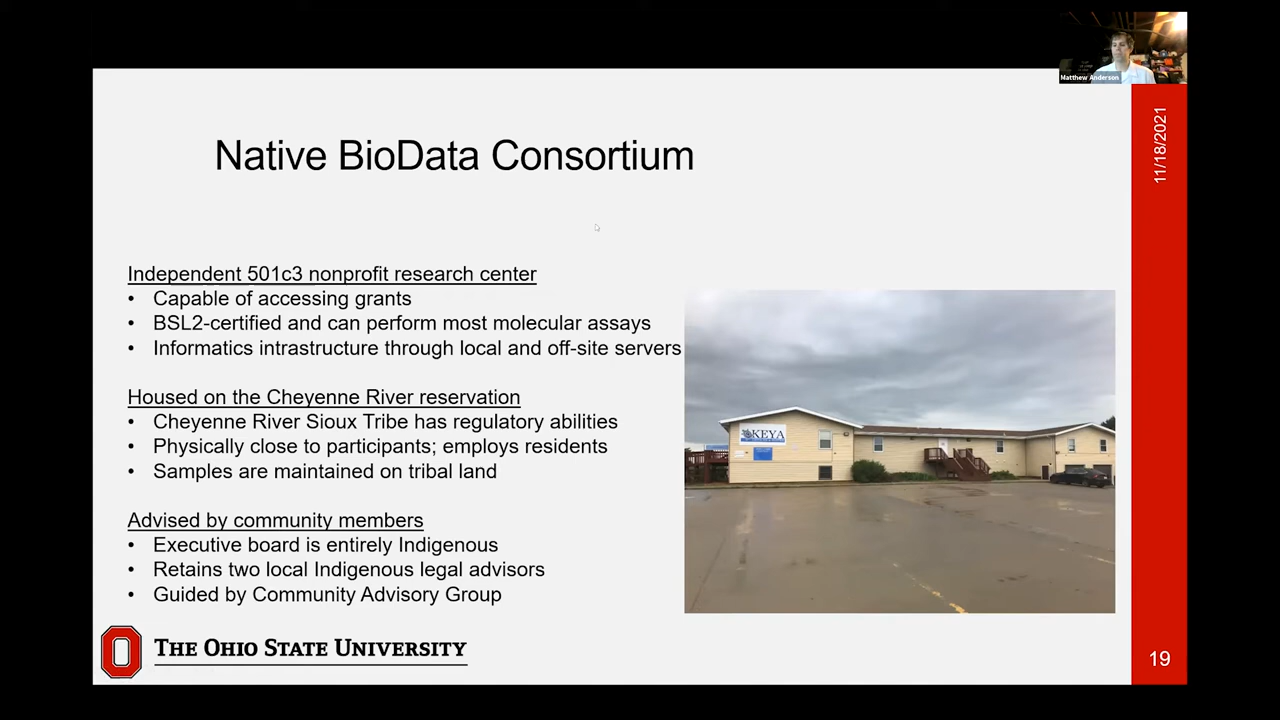 Matthew Anderson
11/18/2021
Native BioData Consortium
Independent 501c3 nonprofit research center
• Capable of accessing grants
• BSL2-certified and can perform most molecular assays
• Informatics intrastructure through local and off-site servers
Housed on the Cheyenne River reservation
• Cheyenne River Sioux Tribe has regulatory abilities
• Physically close to participants; employs residents
• Samples are maintained on tribal land
Advised by community members
• Executive board is entirely Indigenous
• Retains two local Indigenous legal advisors
• Guided by Community Advisory Group
KEYA
THE OHIO STATE UNIVERSITY
19